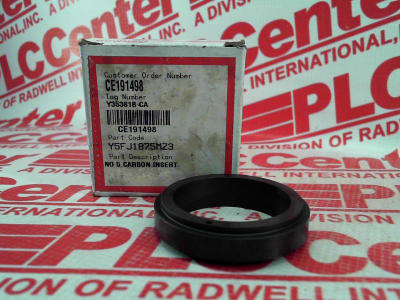 Customer Order Number
CE191498
Tag Number
Y353818-CA
CE191498
Part Code
Y5FJ1875M23
Part Description
NO 5 CARBON INSERT
PLCCenter
A DIVISION OF RADWELL INTERNATIONAL, INC.